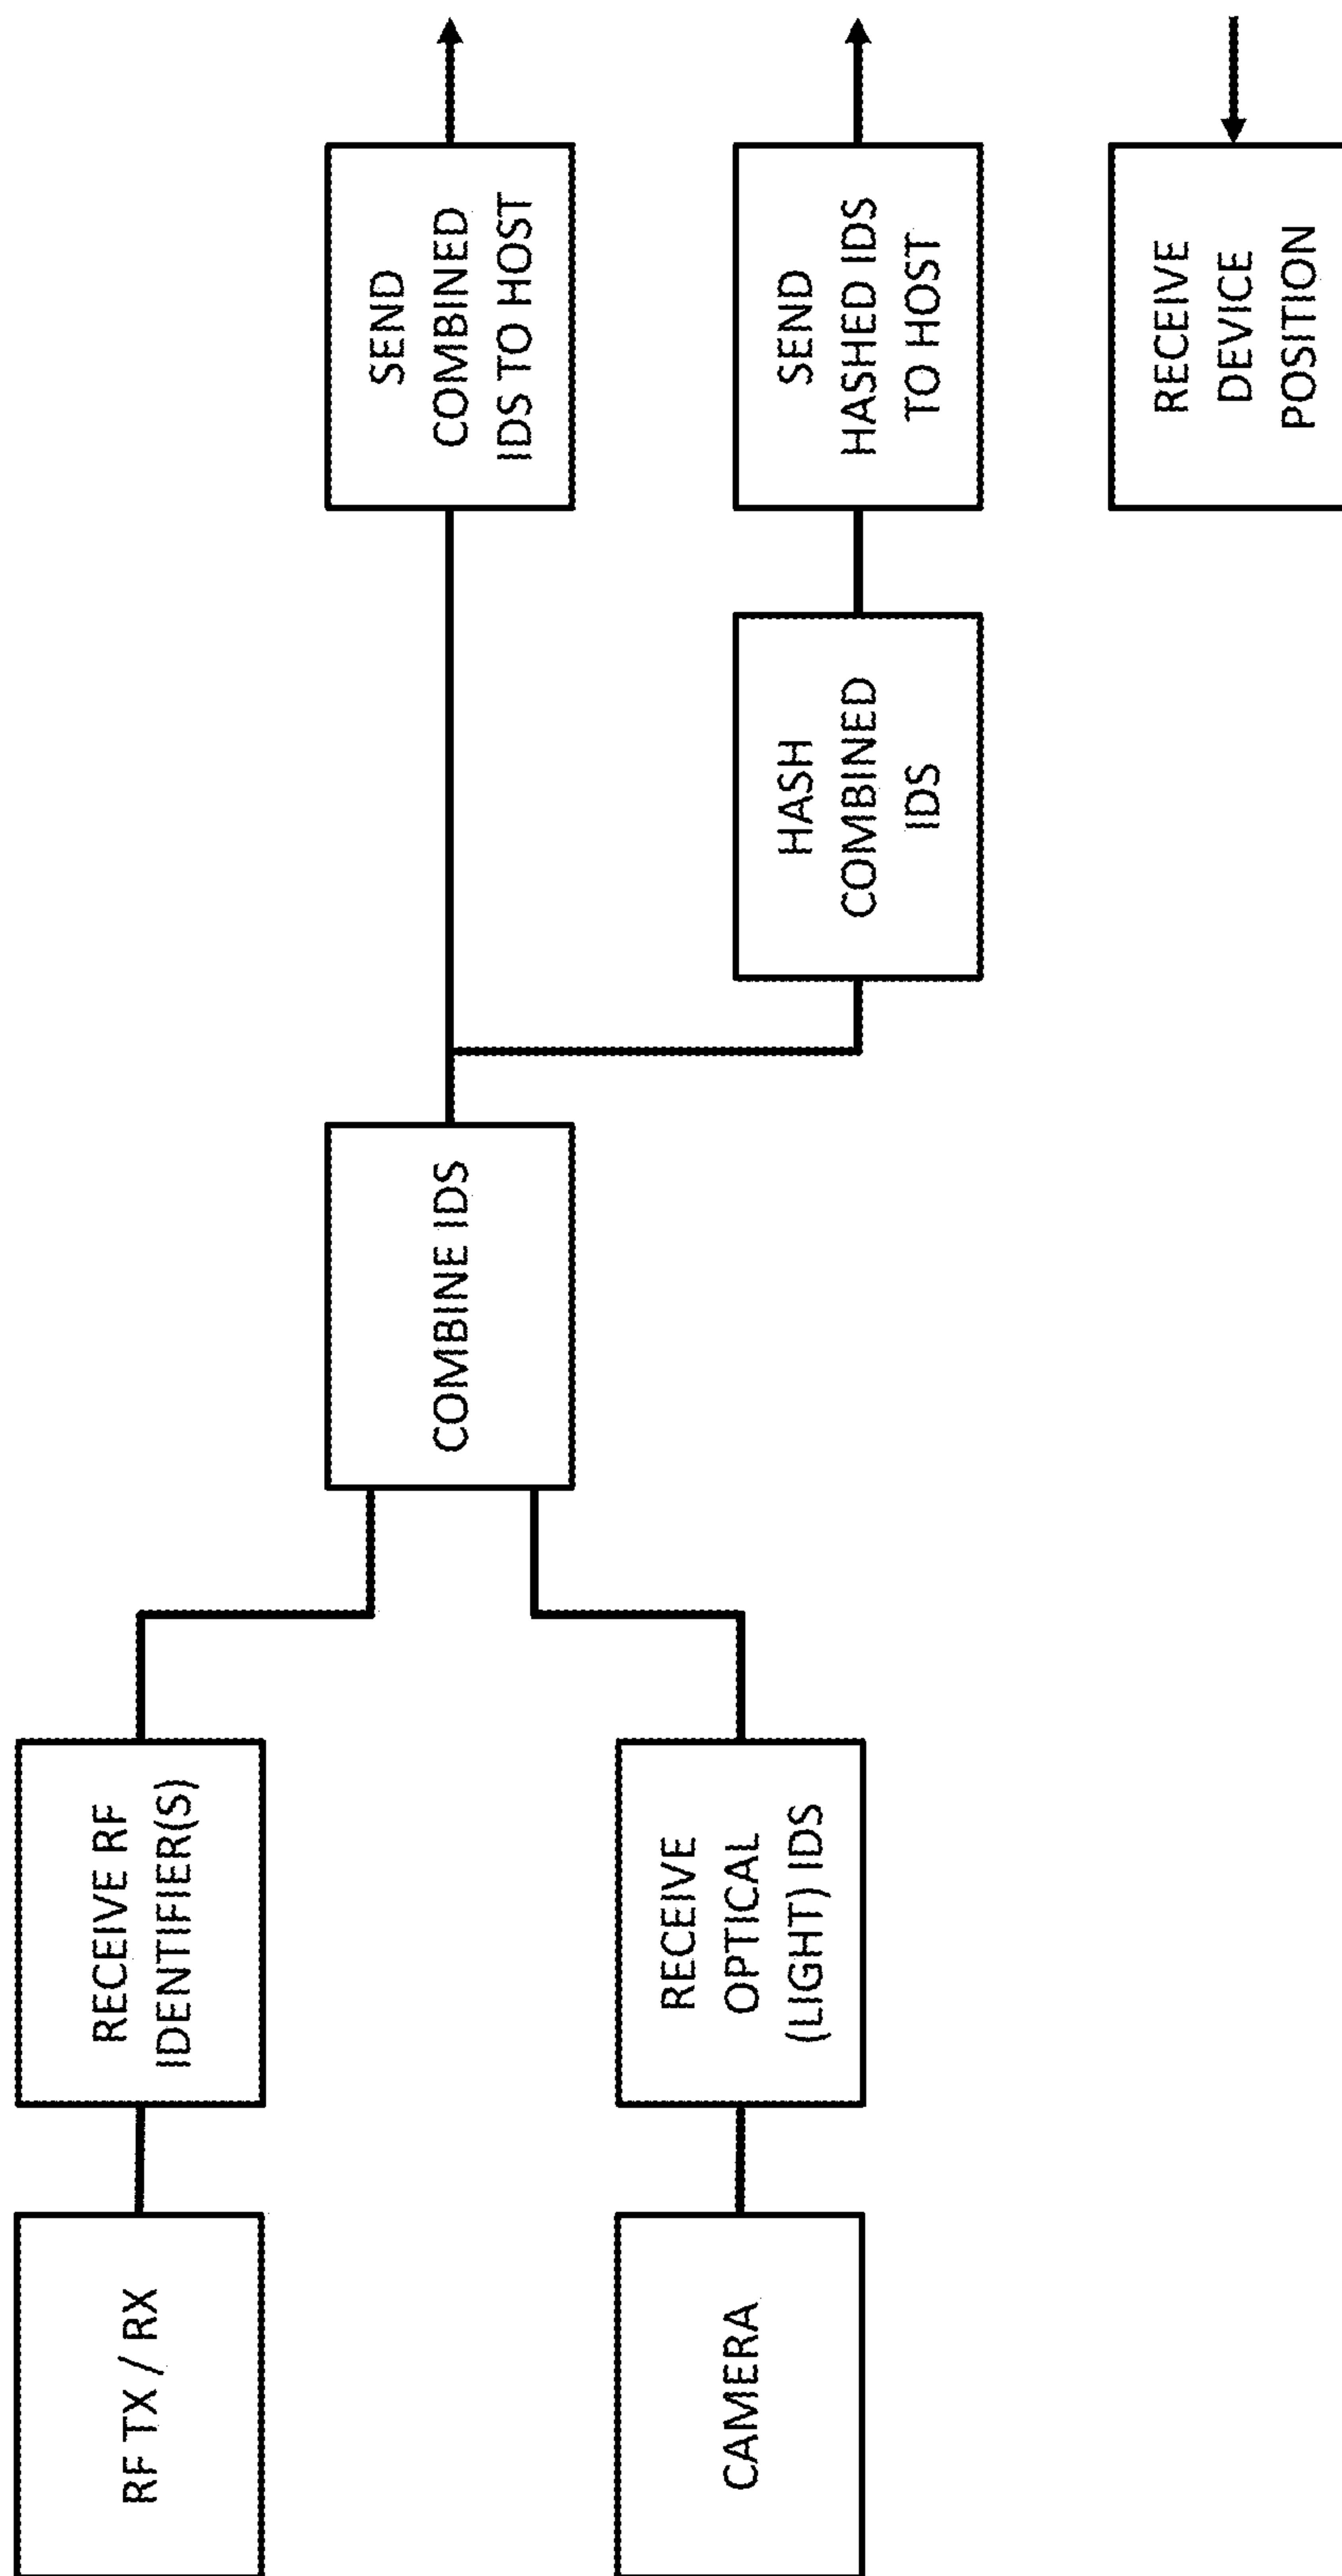 RF TX / RX
RECEIVE RF
IDENTIFIER(S)
CAMERA
RECEIVE
OPTICAL
(LIGHT) IDS
COMBINE IDS
SEND
COMBINED
IDS TO HOST
HASH
COMBINED
IDS
SEND
HASHED IDS
TO HOST
RECEIVE
DEVICE
POSITION